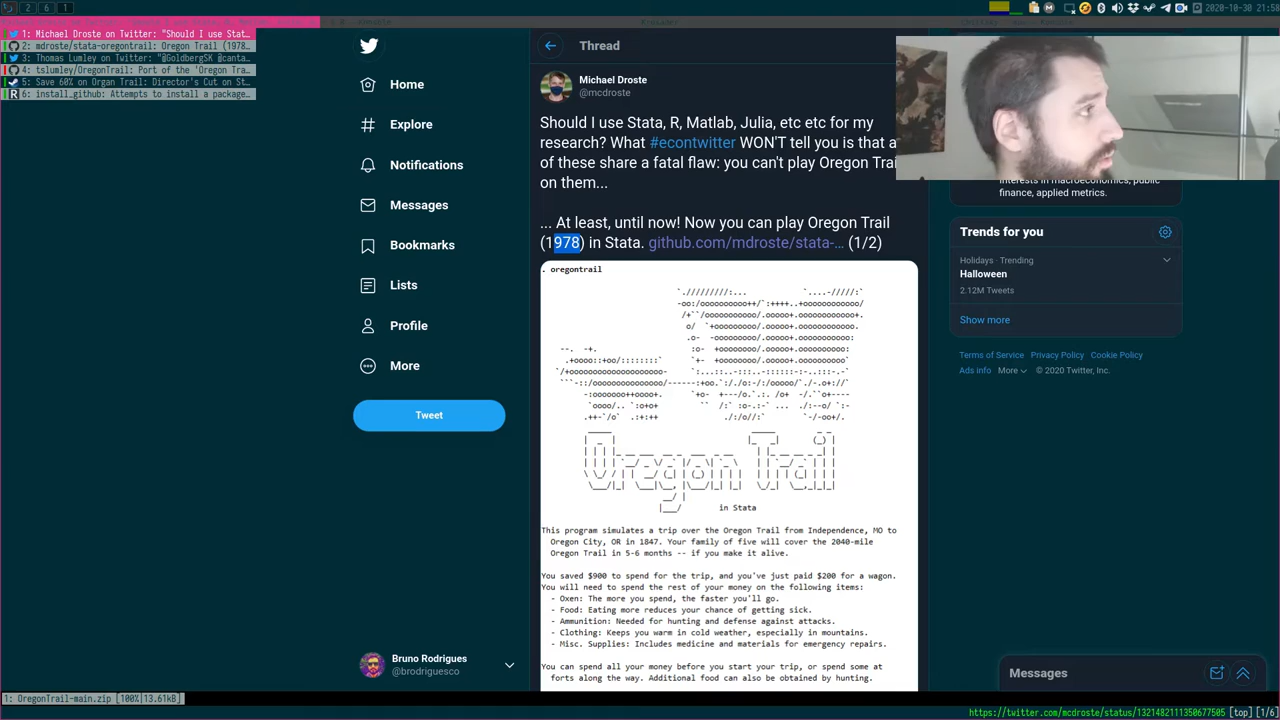 2 6 1
2020-10-30 21:58
1: Michael Droste on Twitter: "Should I use Stat…
2: mdroste/stata-oregontrail: Oregon Trail (1978…
3: Thomas Lumley on Twitter: "@GoldbergSK @canta…
4: tslumley/OregonTrail: Port of the 'Oregon Tra…
5: Save 60% on Organ Trail: Director's Cut on St…
6: install_github: Attempts to install a package…
Home
Explore
Notifications
Messages
Bookmarks
Lists
Profile
More
Tweet
Bruno Rodrigues
@brodriguesco
Thread
Michael Droste
@mcdroste
Should I use Stata, R, Matlab, Julia, etc etc for my
research? What #econtwitter WON'T tell you is that a
of these share a fatal flaw: you can't play Oregon Trai
on them...
... At least, until now! Now you can play Oregon Trail
(1978) in Stata. github.com/mdroste/stata-… (1/2)
. oregontrail
Oregon Trail
in Stata
This program simulates a trip over the Oregon Trail from Independence, MO to
Oregon City, OR in 1847. Your family of five will cover the 2040-mile
Oregon Trail in 5-6 months -- if you make it alive.
You saved $900 to spend for the trip, and you've just paid $200 for a wagon.
You will need to spend the rest of your money on the following items:
- Oxen: The more you spend, the faster you'll go.
- Food: Eating more reduces your chance of getting sick.
- Ammunition: Needed for hunting and defense against attacks.
- Clothing: Keeps you warm in cold weather, especially in mountains.
- Misc. Supplies: Includes medicine and materials for emergency repairs.
You can spend all your money before you start your trip, or spend some at
forts along the way. Additional food can also be obtained by hunting.
interests in macroeconomics, public
finance, applied metrics.
Trends for you
Holidays · Trending
Halloween
2.12M Tweets
Show more
Terms of Service Privacy Policy Cookie Policy
Ads info More © 2020 Twitter, Inc.
Messages
1: OregonTrail-main.zip [100%|13.61kB]
https://twitter.com/mcdroste/status/1321482111350677505 [top] [1/6]